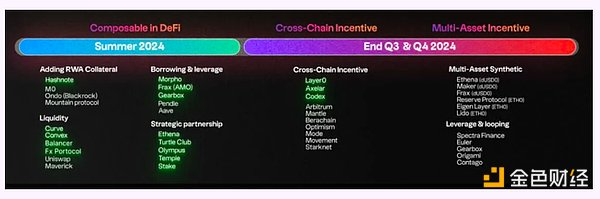 Composable in DeFi
Cross-Chain Incentive
Multi-Asset Incentive
Summer 2024
End Q3 & Q4 2024
Adding RWA Collateral
Hashnote
M0
Ondo (Blackrock)
Mountain protocol
Liquidity
Curve
Convex
Balancer
Fx Portocol
Uniswap
Maverick
Borrowing & leverage
Morpho
Frax (AMO)
Gearbox
Pendle
Aave
Strategic partnership
Ethena
Turtle Club
Olympus
Temple
Stake
Cross-Chain Incentive
Layer0
Axelar
Codex
Arbitrum
Mantle
Berachain
Optimism
Mode
Movement
Starknet
Multi-Asset Synthetic
Ethena (dUSD0)
Maker (dUSD0)
Frax (dUSD0)
Reserve Protocol (ETH0)
Eigen Layer (ETH0)
Lido (ETH0)
Leverage & looping
Spectra Finance
Euler
Gearbox
Origami
Contago
金色财经